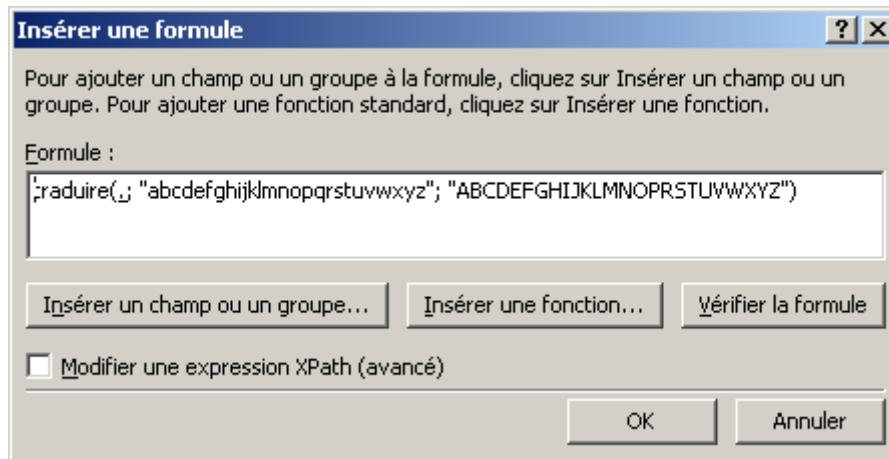 Insérer une formule
Pour ajouter un champ ou un groupe à la formule, cliquez sur Insérer un champ ou un
groupe. Pour ajouter une fonction standard, cliquez sur Insérer une fonction.
Formule :
traduire(.; "abcdefghijklmnopqrstuvwxyz"; "ABCDEFGHIJKLMNOPRSTUVWXYZ")
Insérer un champ ou un groupe...
Insérer une fonction...
Vérifier la formule
Modifier une expression XPath (avancé)
OK
Annuler